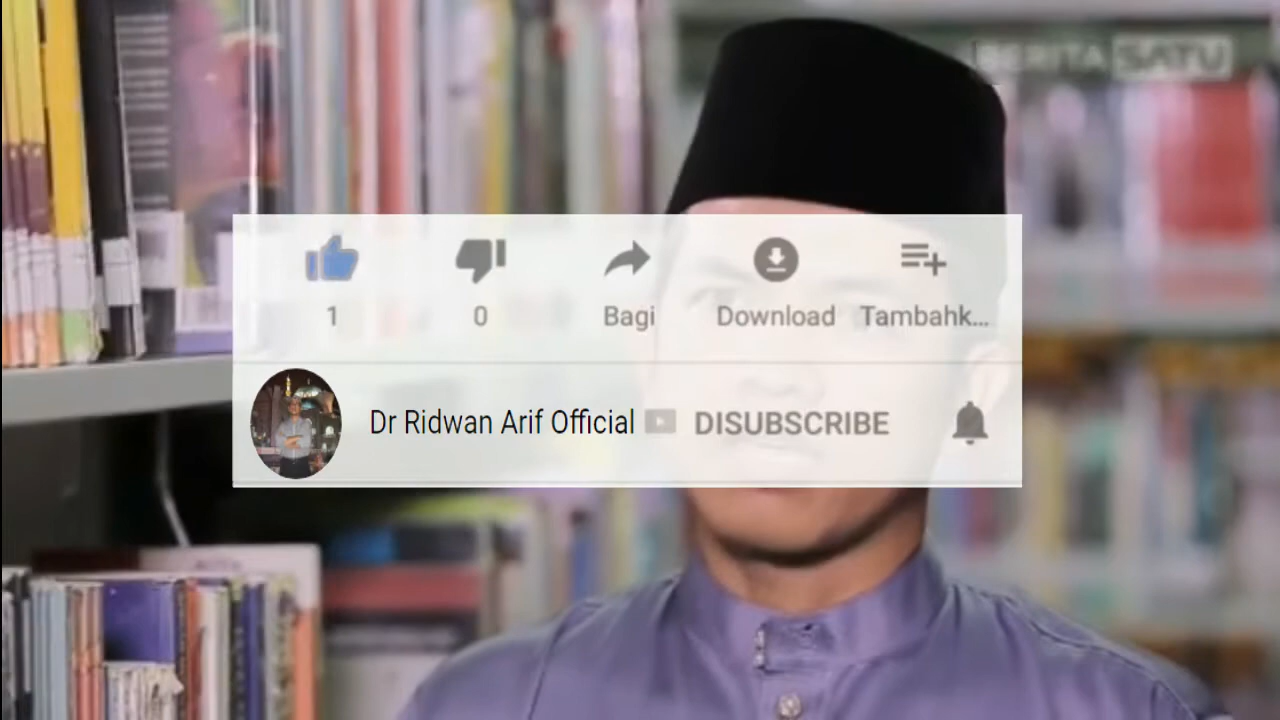 BERITA SATU
1
0
Bagi
Download
Tambahk...
Dr Ridwan Arif Official
DISUBSCRIBE